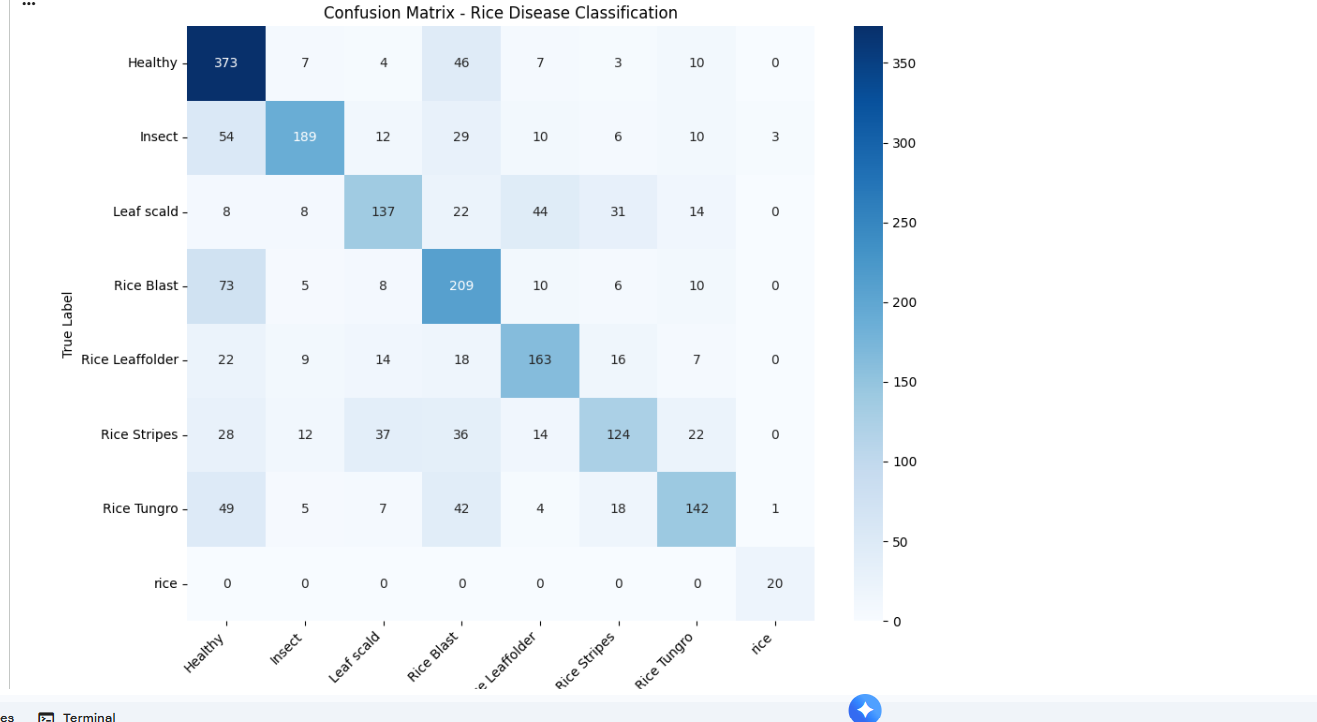 ...
Confusion Matrix - Rice Disease Classification
Healthy 373 7 4 46 7 3 10 0
Insect 54 189 12 29 10 6 10 3
Leaf scald 8 8 137 22 44 31 14 0
Rice Blast 73 5 8 209 10 6 10 0
Rice Leaffolder 22 9 14 18 163 16 7 0
Rice Stripes 28 12 37 36 14 124 22 0
Rice Tungro 49 5 7 42 4 18 142 1
rice 0 0 0 0 0 0 0 20
True Label
Healthy Insect Leaf scald Rice Blast e Leaffolder Rice Stripes Rice Tungro rice
350
300
250
200
150
100
50
0
es Terminal